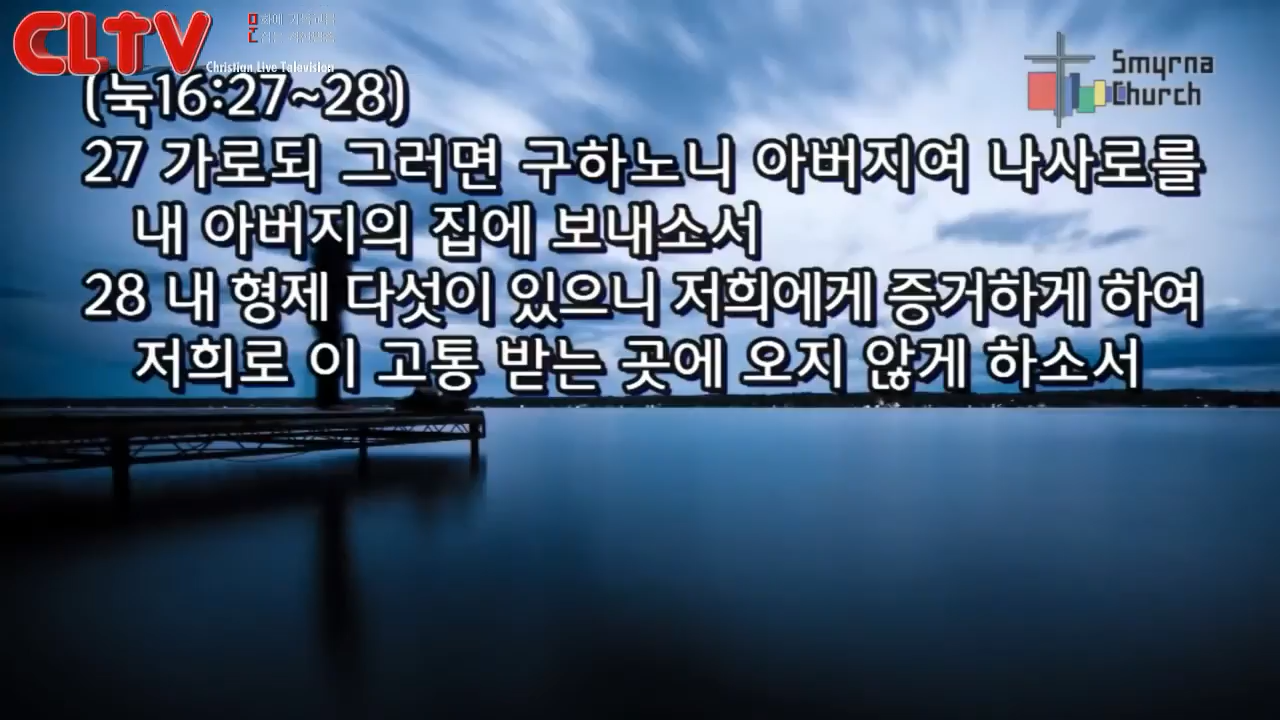 CLTV
Christian Live Television
Smyrna
Church
(눅16:27~28)
27 가로되 그러면 구하노니 아버지여 나사로를
내 아버지의 집에 보내소서
28 내 형제 다섯이 있으니 저희에게 증거하게 하여
저희로 이 고통 받는 곳에 오지 않게 하소서